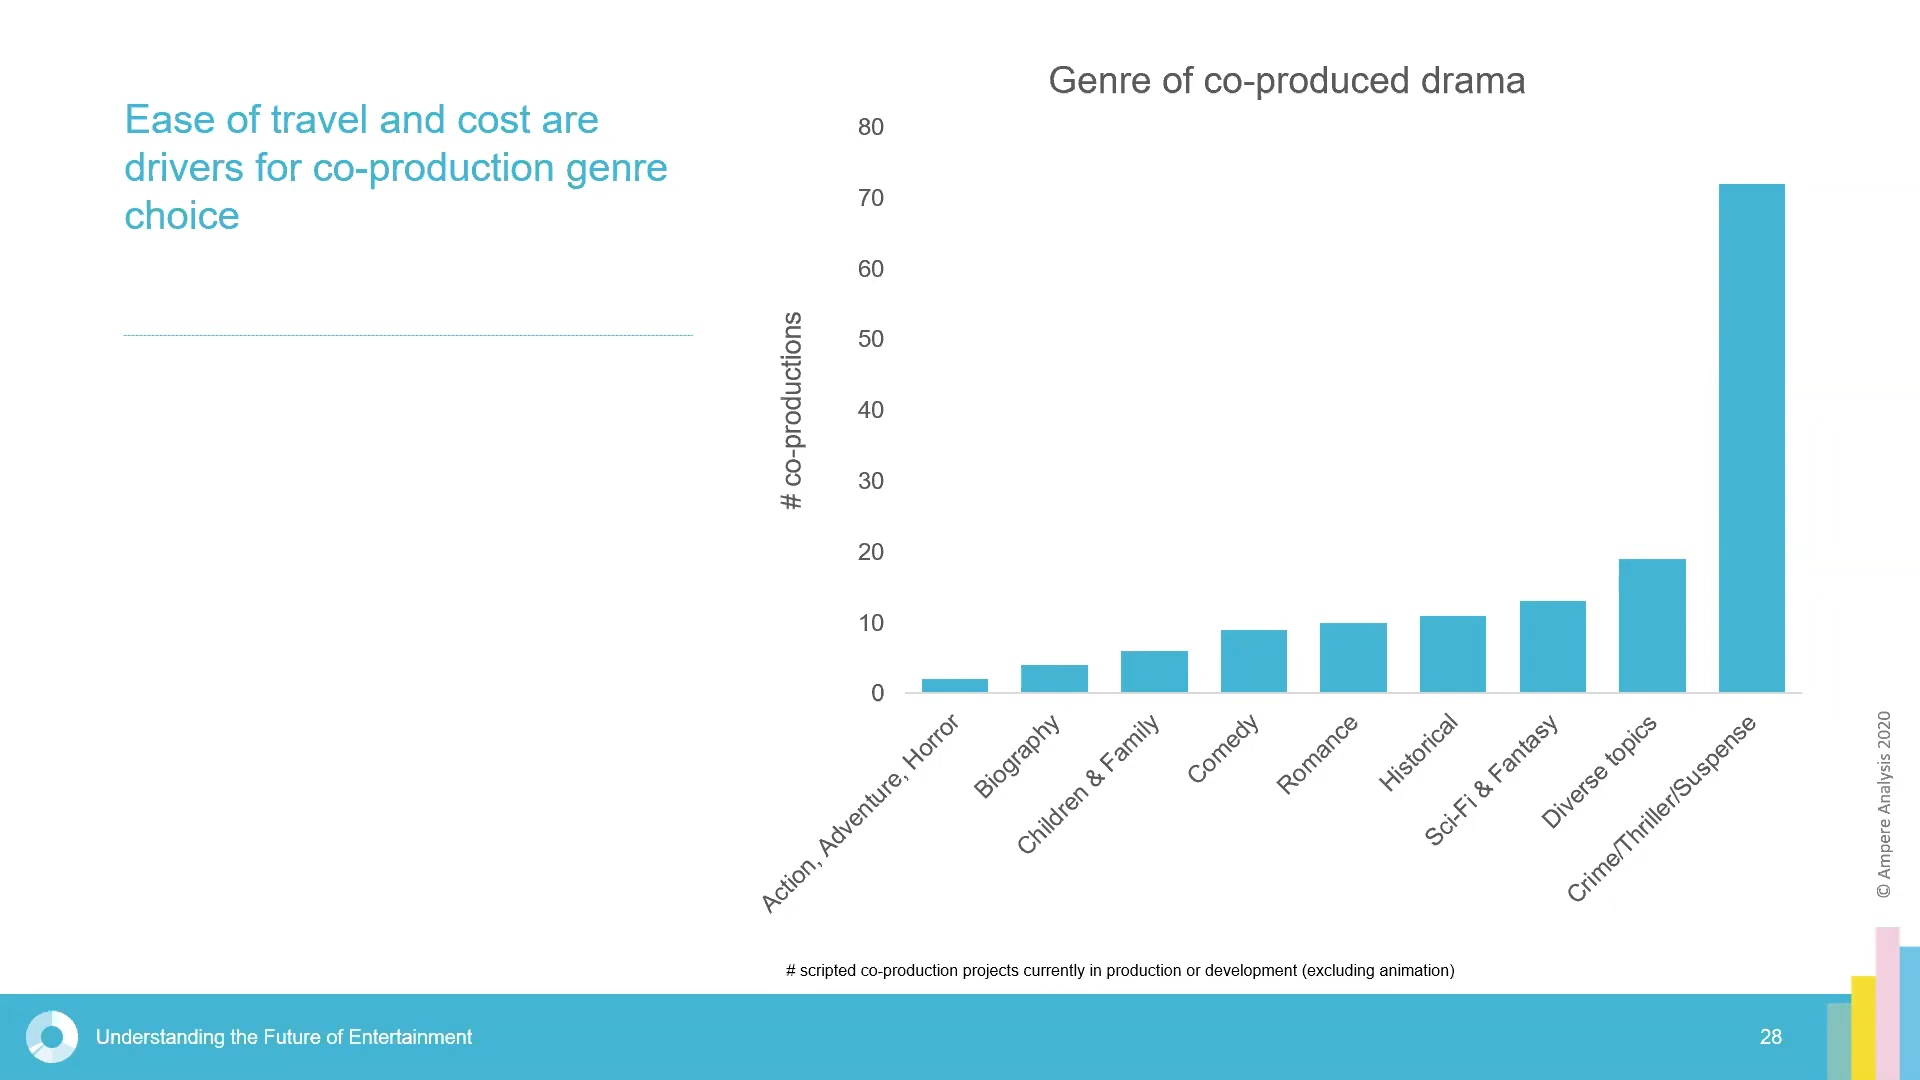 Ease of travel and cost are
drivers for co-production genre
choice
Genre of co-produced drama
# co-productions
80
70
60
50
40
30
20
10
0
Action, Adventure, Horror
Biography
Children & Family
Comedy
Romance
Historical
Sci-Fi & Fantasy
Diverse topics
Crime/Thriller/Suspense
# scripted co-production projects currently in production or development (excluding animation)
© Ampere Analysis 2020
Understanding the Future of Entertainment
28